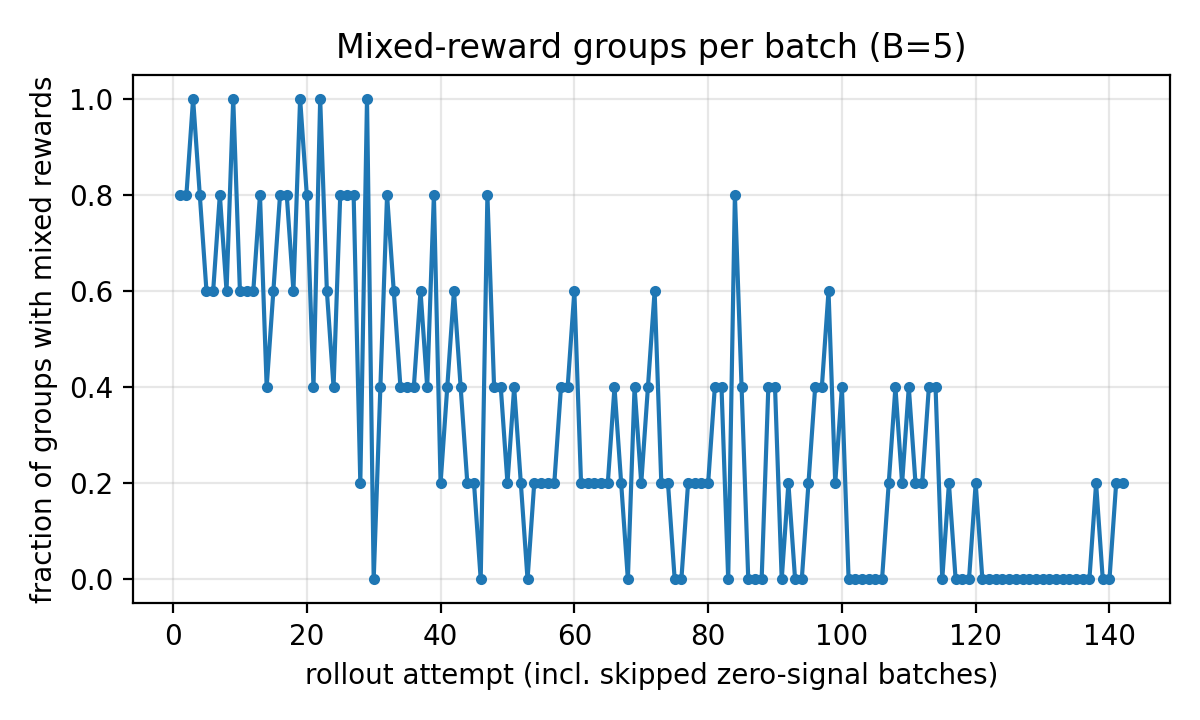 Mixed-reward groups per batch (B=5)
fraction of groups with mixed rewards
1.0
0.8
0.6
0.4
0.2
0.0
0 20 40 60 80 100 120 140
rollout attempt (incl. skipped zero-signal batches)